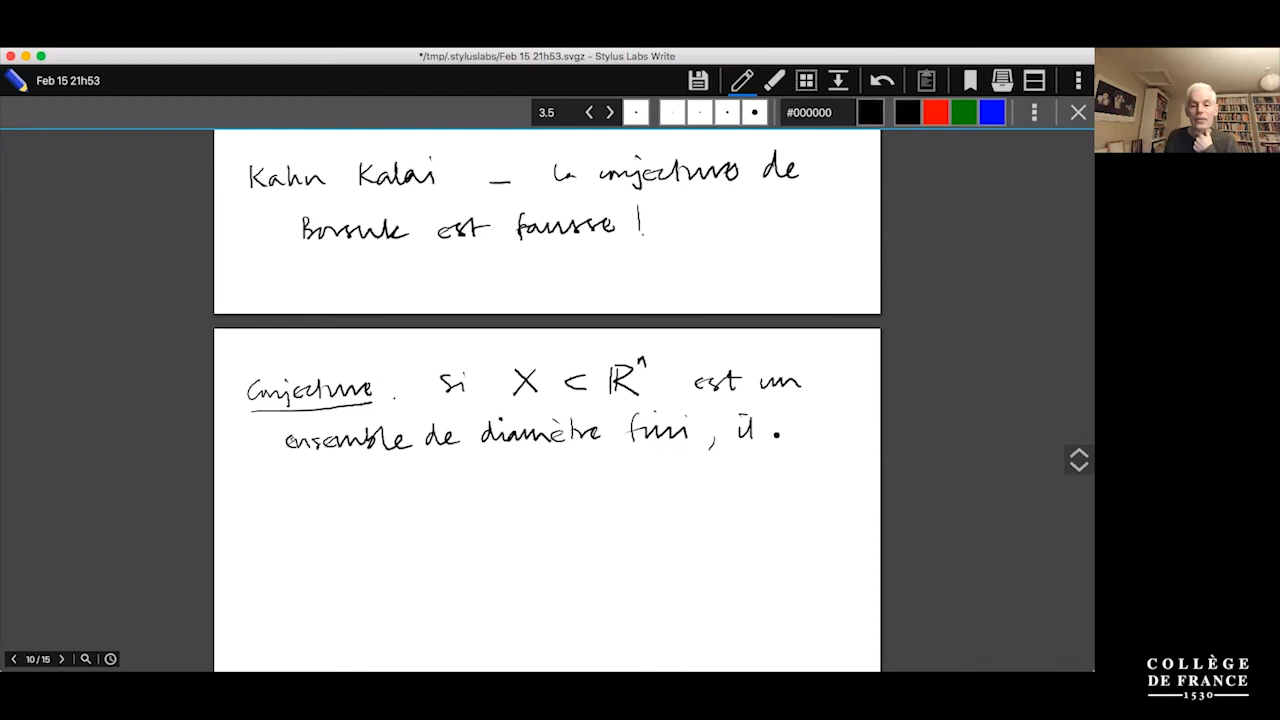 */tmp/.styluslabs/Feb 15 21h53.svgz - Stylus Labs Write
Feb 15 21h53
3.5
#000000
Kahn Kalai – la conjecture de
Borsuk est fausse !
Conjecture. Si X ⊂ ℝⁿ est un
ensemble de diamètre fini, il
10/15
COLLÈGE
DE FRANCE
1530